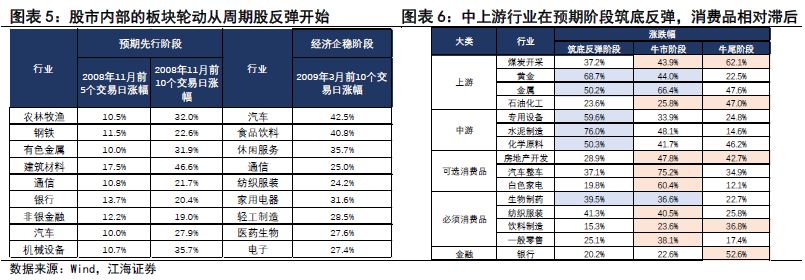 图表 5：股市内部的板块轮动从周期股反弹开始
行业 预期先行阶段 行业 经济企稳阶段
2008年11月前5个交易日涨幅 2008年11月前10个交易日涨幅 2009年3月前10个交易日涨幅
农林牧渔 10.5% 32.0% 汽车 42.5%
钢铁 11.5% 22.6% 食品饮料 40.8%
有色金属 10.0% 31.9% 休闲服务 35.7%
建筑材料 17.5% 46.6% 通信 25.0%
通信 10.8% 21.7% 纺织服装 24.2%
银行 13.7% 20.4% 家用电器 31.6%
非银金融 12.2% 19.0% 轻工制造 28.5%
汽车 10.0% 27.9% 医药生物 27.6%
机械设备 10.7% 35.7% 电子 27.4%
数据来源：Wind，江海证券
图表 6：中上游行业在预期阶段筑底反弹，消费品相对滞后
大类 行业 涨跌幅
筑底反弹阶段 牛市阶段 牛尾阶段
上游 煤炭开采 37.2% 43.9% 62.1%
黄金 68.7% 44.0% 22.5%
金属 50.2% 66.4% 47.6%
石油化工 23.6% 25.8% 47.0%
中游 专用设备 59.6% 33.9% 24.8%
水泥制造 76.0% 48.1% 14.6%
化学原料 50.3% 41.7% 46.2%
可选消费品 房地产开发 28.9% 47.8% 42.7%
汽车整车 37.1% 75.2% 34.9%
白色家电 19.8% 60.4% 12.1%
必须消费品 生物制药 39.5% 36.6% 22.7%
纺织服装 41.3% 40.5% 25.8%
饮料制造 15.3% 23.6% 36.8%
一般零售 25.1% 38.1% 17.4%
金融 银行 20.2% 22.6% 52.6%